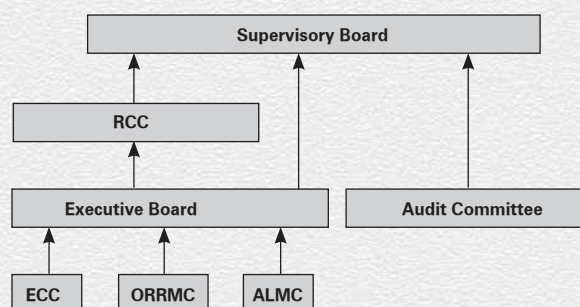 Supervisory Board
RCC
Executive Board
Audit Committee
ECC
ORRMC
ALMC